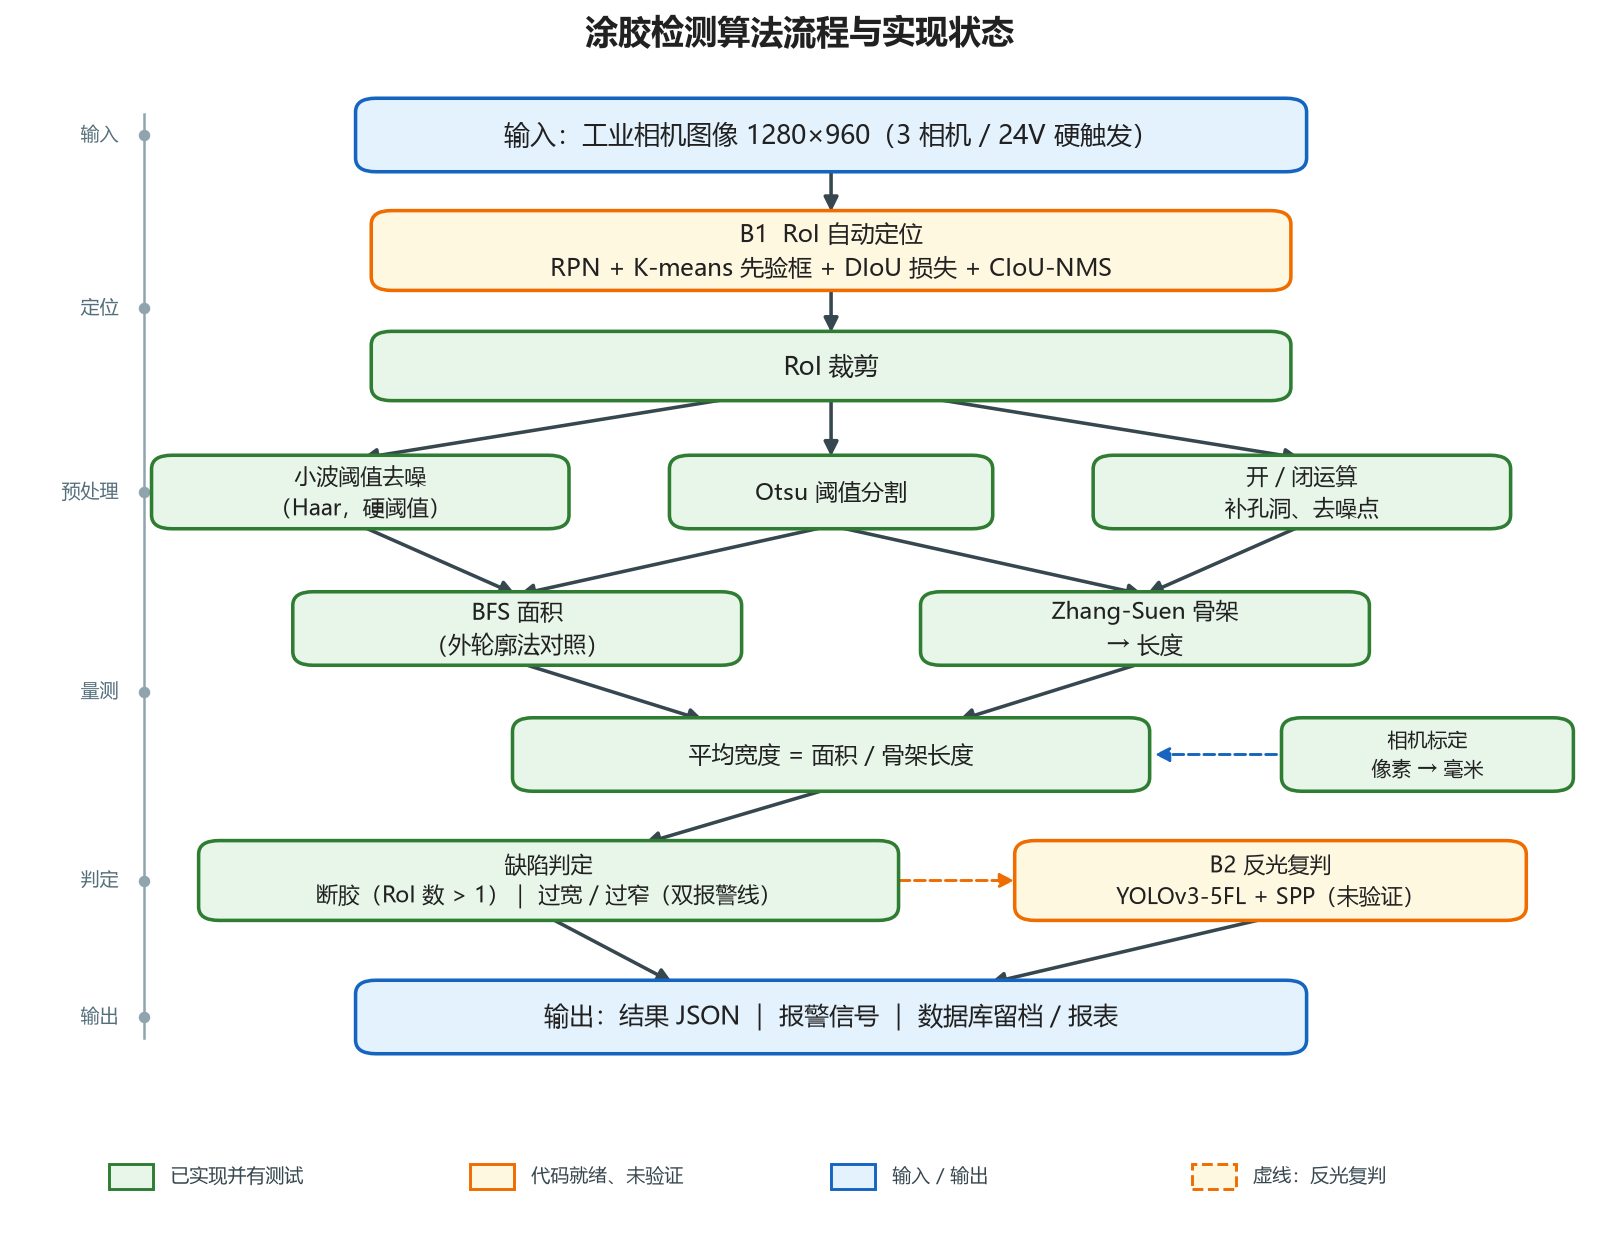 涂胶检测算法流程与实现状态
输入
输入：工业相机图像 1280×960（3 相机 / 24V 硬触发）
B1 RoI 自动定位
RPN + K-means 先验框 + DIoU 损失 + CIoU-NMS
定位
RoI 裁剪
预处理
小波阈值去噪
（Haar，硬阈值）
Otsu 阈值分割
开 / 闭运算
补孔洞、去噪点
BFS 面积
（外轮廓法对照）
Zhang-Suen 骨架
→ 长度
量测
平均宽度 = 面积 / 骨架长度
相机标定
像素 → 毫米
判定
缺陷判定
断胶（RoI 数 > 1）｜ 过宽 / 过窄（双报警线）
B2 反光复判
YOLOv3-5FL + SPP（未验证）
输出
输出：结果 JSON ｜ 报警信号 ｜ 数据库留档 / 报表
已实现并有测试
代码就绪、未验证
输入 / 输出
虚线：反光复判